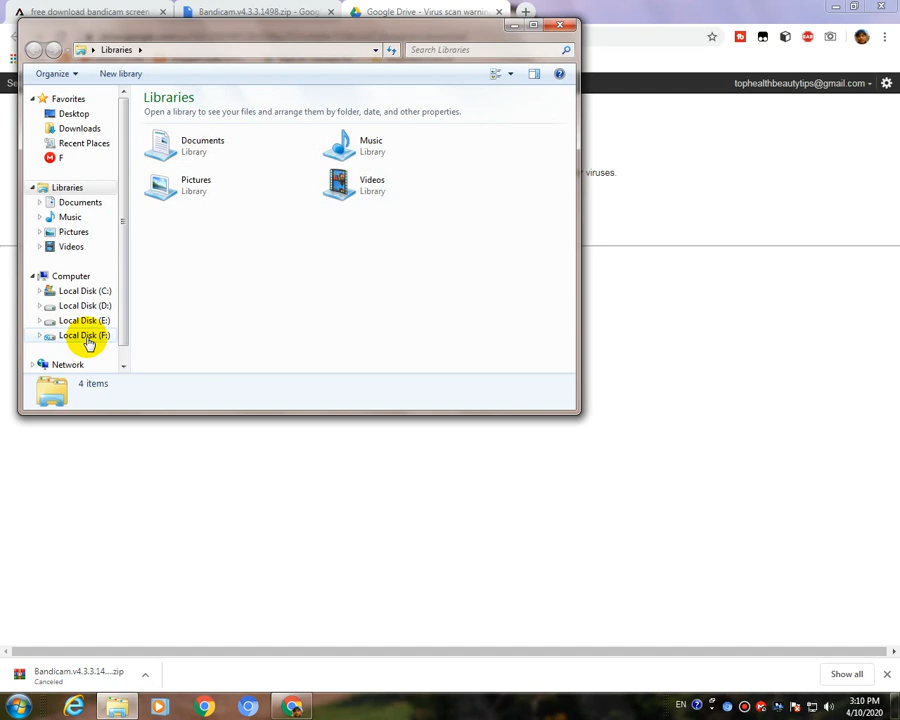 free download bandicam screen
Bandicam.v4.3.3.1498.zip - Goo
Google Drive - Virus scan warnin
Libraries
Search Libraries
Organize
New library
tophealthbeautytips@gmail.com
Favorites
Desktop
Downloads
Recent Places
F
Libraries
Documents
Music
Pictures
Videos
Computer
Local Disk (C:)
Local Disk (D:)
Local Disk (E:)
Local Disk (F:)
Network
Libraries
Open a library to see your files and arrange them by folder, date, and other properties.
Documents
Library
Music
Library
Pictures
Library
Videos
Library
viruses.
4 items
Bandicam.v4.3.3.14....zip
Canceled
Show all
EN
3:10 PM
4/10/2020